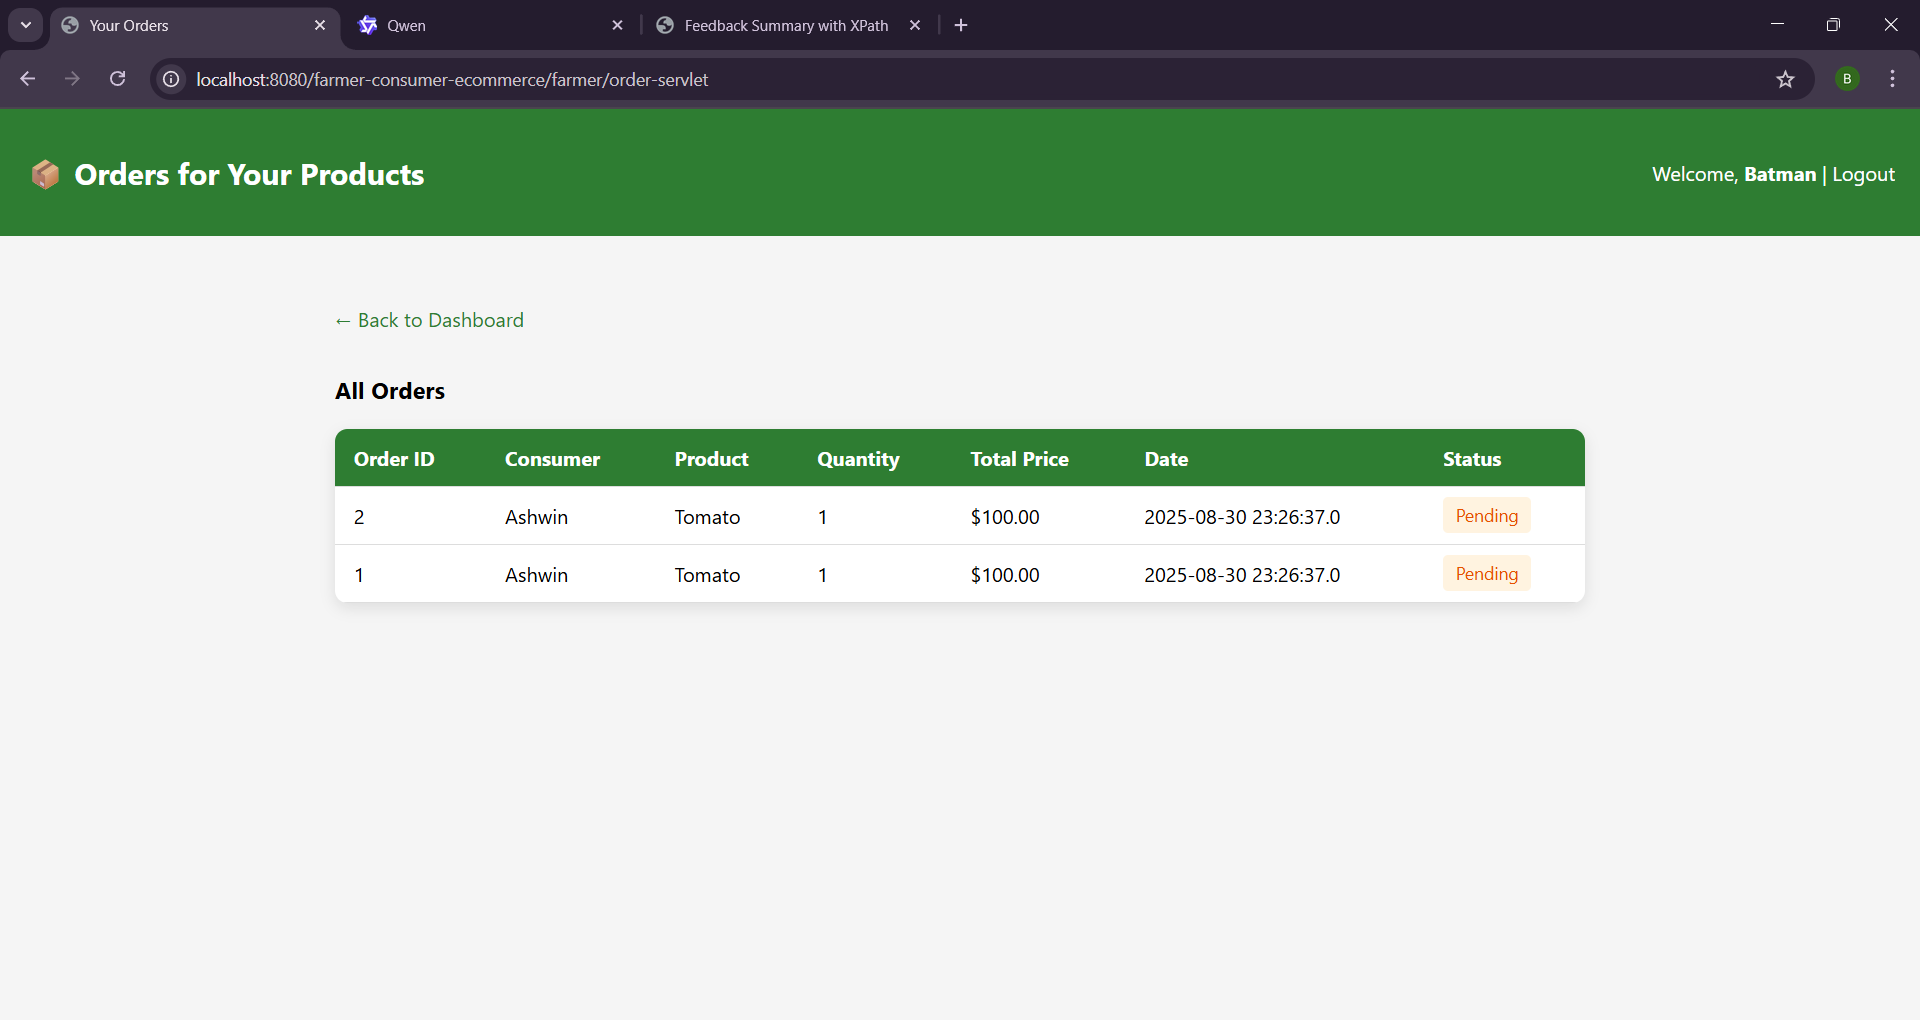 Your Orders
Qwen
Feedback Summary with XPath
localhost:8080/farmer-consumer-ecommerce/farmer/order-servlet
B
📦 Orders for Your Products
Welcome, Batman | Logout
← Back to Dashboard
All Orders
Order ID Consumer Product Quantity Total Price Date Status
2 Ashwin Tomato 1 $100.00 2025-08-30 23:26:37.0 Pending
1 Ashwin Tomato 1 $100.00 2025-08-30 23:26:37.0 Pending